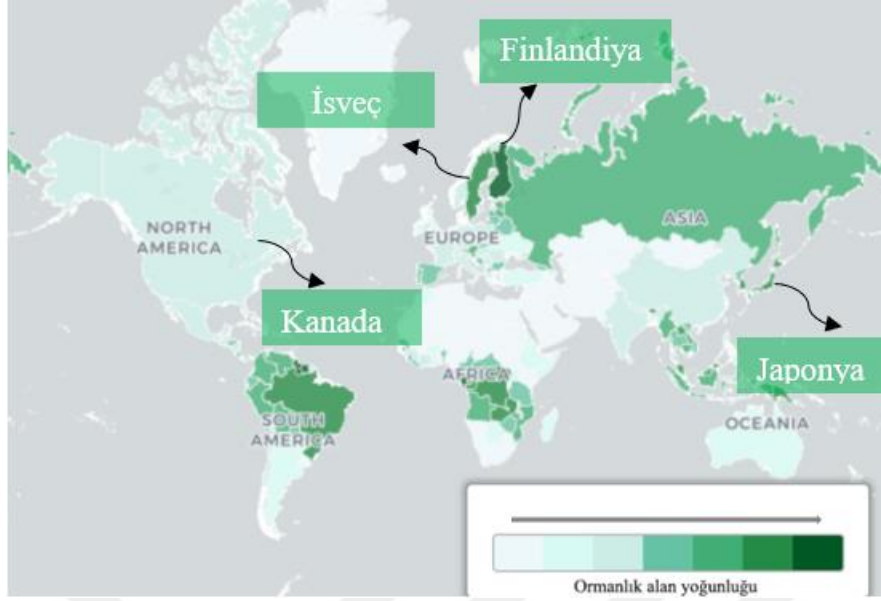 Finlandiya
İsveç
NORTH
AMERICA
ASIA
EUROPE
Kanada
AFRICA
Japonya
SOUTH
AMERICA
OCEANIA
Ormanlık alan yoğunluğu